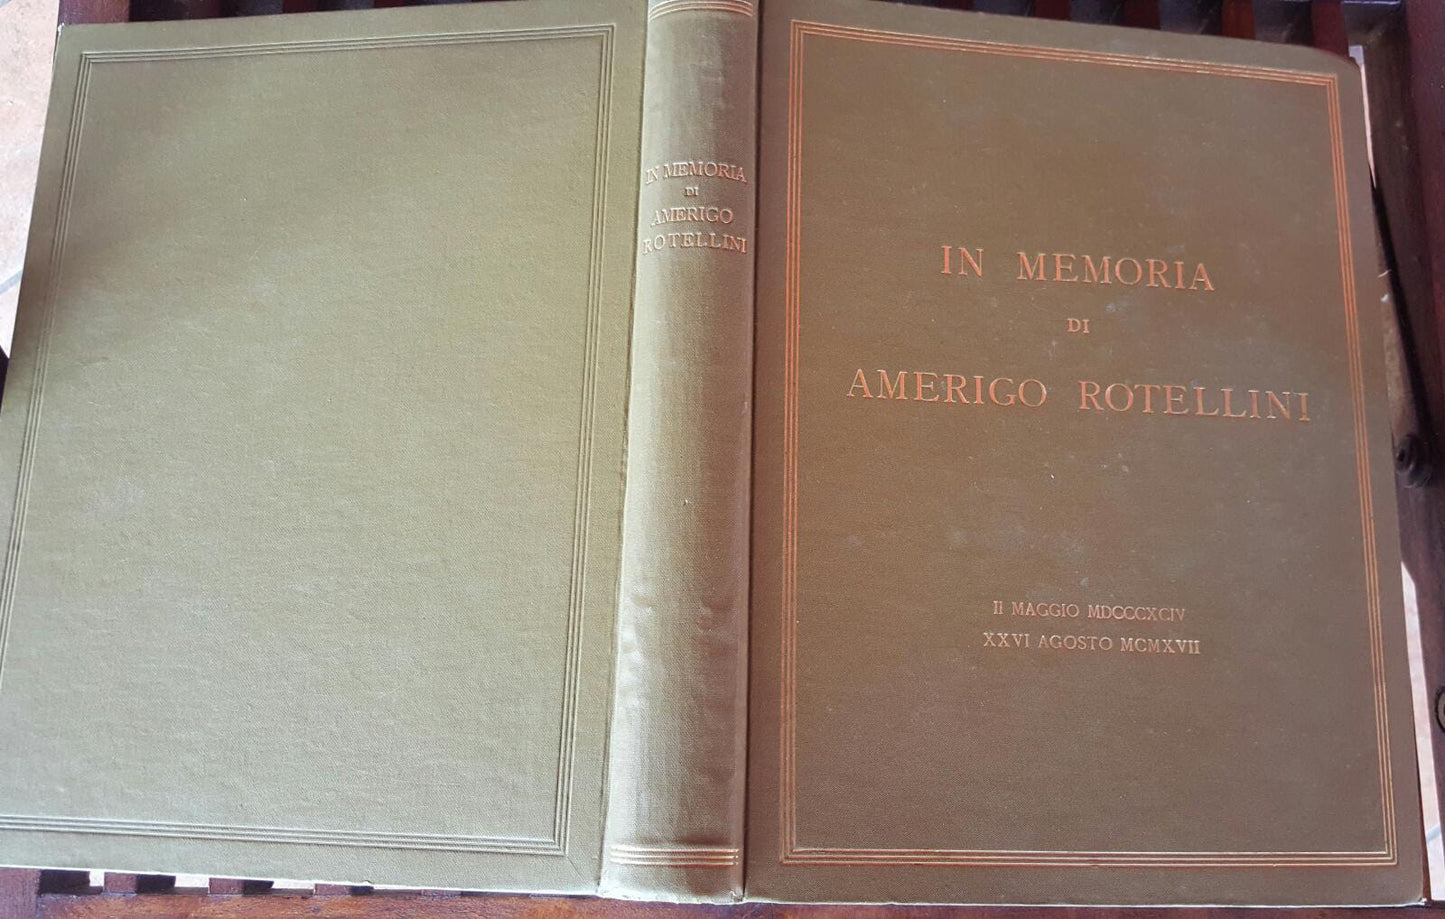 IN MEMORIA
DI
AMERIGO
ROTELLINI
IN MEMORIA
DI
AMERIGO ROTELLINI
II MAGGIO MDCCCXCIV
XXVI AGOSTO MCMXVII